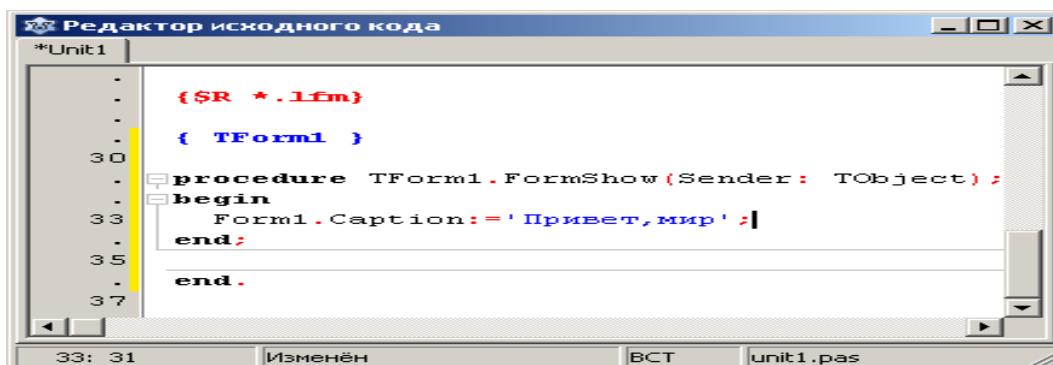 Редактор исходного кода
*Unit1
.
. {$R *.lfm}
.
. { TForm1 }
30
. procedure TForm1.FormShow(Sender: TObject);
. begin
33 Form1.Caption:='Привет,мир';
. end;
35
. end.
37
33: 31 Изменён ВСТ unit1.pas